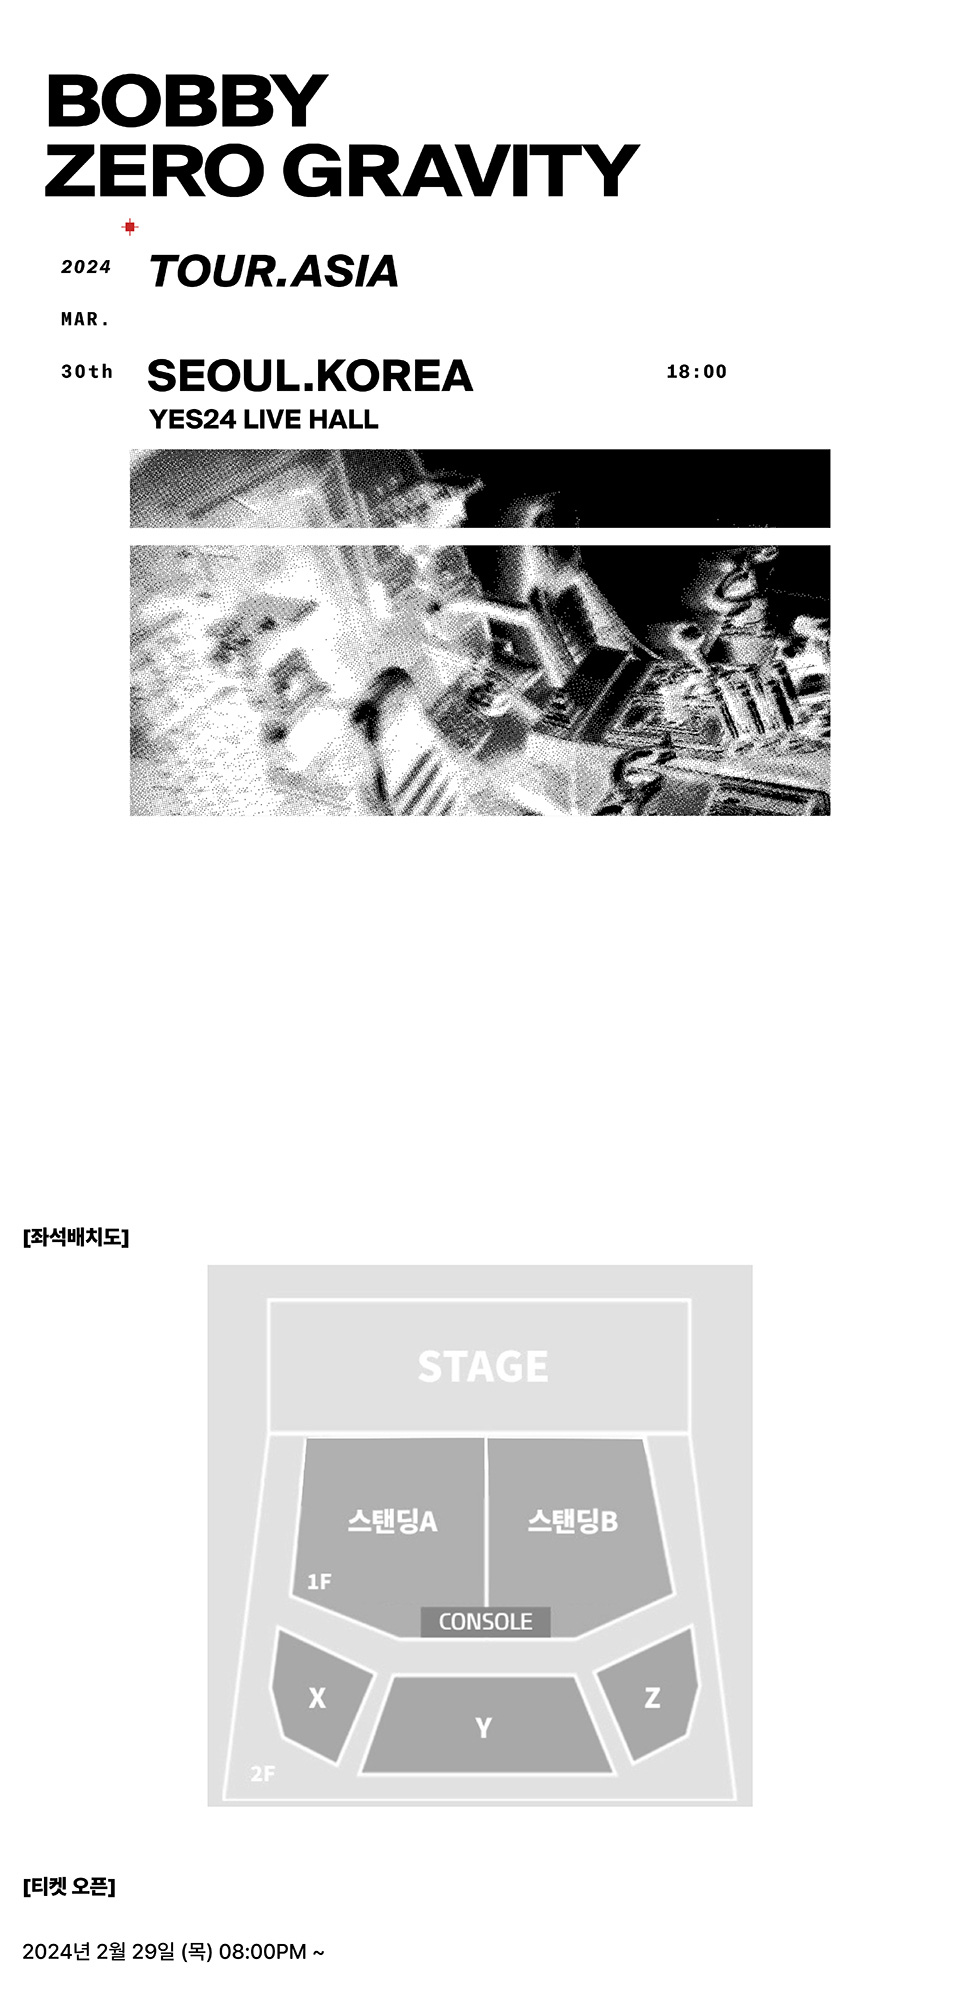 BOBBY
ZERO GRAVITY
2024 TOUR.ASIA
MAR.
30th SEOUL.KOREA 18:00
YES24 LIVE HALL
[좌석배치도]
STAGE
스탠딩A 스탠딩B
1F
CONSOLE
X Y Z
2F
[티켓 오픈]
2024년 2월 29일 (목) 08:00PM ~